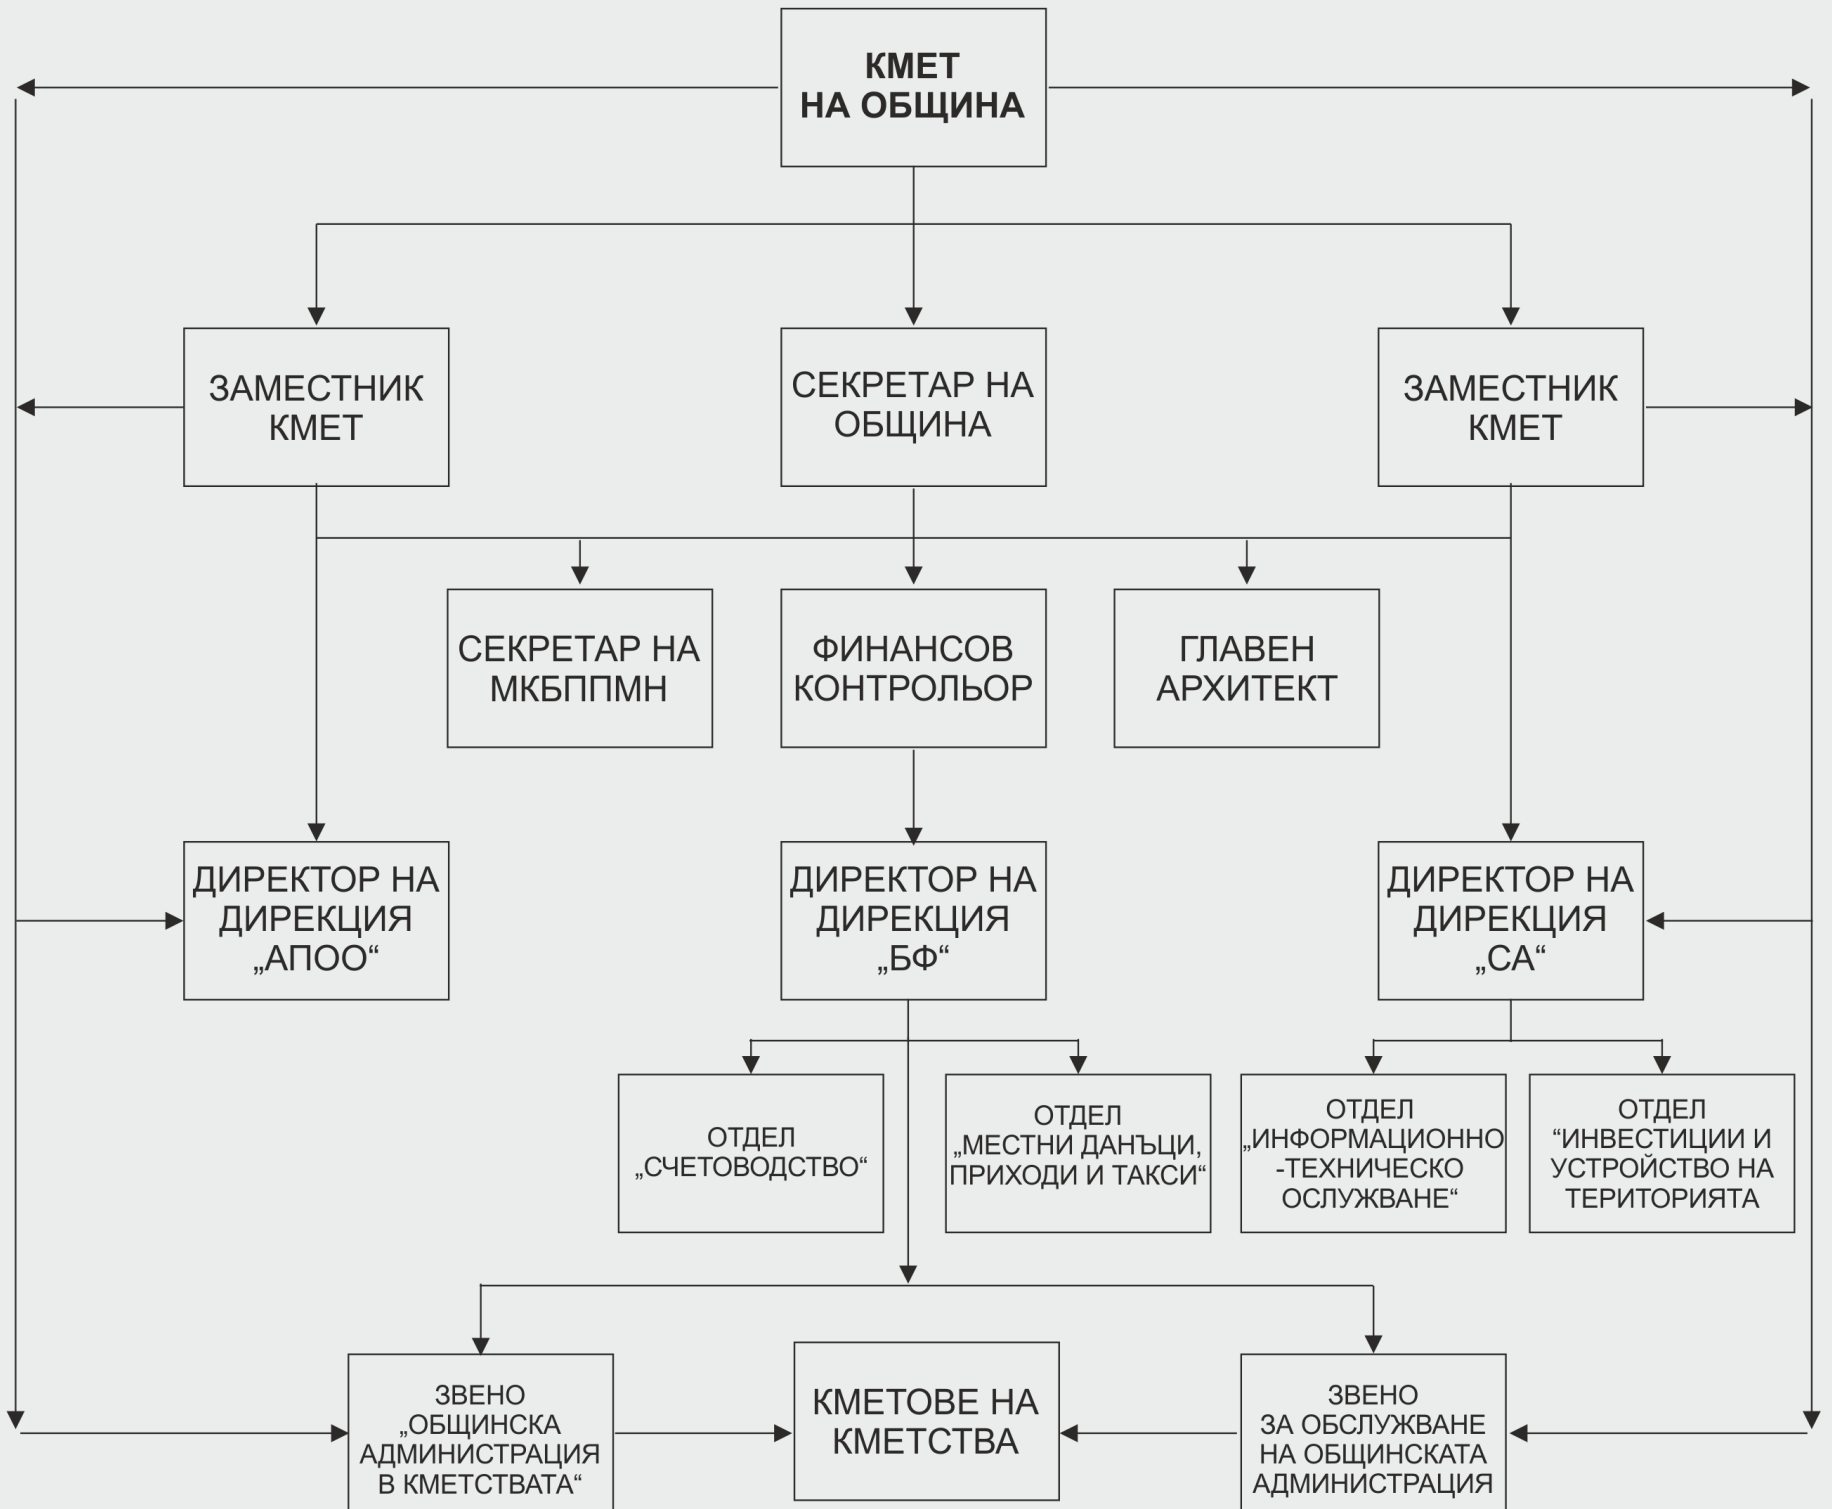 КМЕТ
НА ОБЩИНА
ЗАМЕСТНИК
КМЕТ
СЕКРЕТАР НА
ОБЩИНА
ЗАМЕСТНИК
КМЕТ
СЕКРЕТАР НА
МКБППМН
ФИНАНСОВ
КОНТРОЛЬОР
ГЛАВЕН
АРХИТЕКТ
ДИРЕКТОР НА
ДИРЕКЦИЯ
„АПОО“
ДИРЕКТОР НА
ДИРЕКЦИЯ
„БФ“
ДИРЕКТОР НА
ДИРЕКЦИЯ
„СА“
ОТДЕЛ
„СЧЕТОВОДСТВО“
ОТДЕЛ
„МЕСТНИ ДАНЪЦИ,
ПРИХОДИ И ТАКСИ“
ОТДЕЛ
„ИНФОРМАЦИОННО
-ТЕХНИЧЕСКО
ОСЛУЖВАНЕ“
ОТДЕЛ
“ИНВЕСТИЦИИ И
УСТРОЙСТВО НА
ТЕРИТОРИЯТА
ЗВЕНО
„ОБЩИНСКА
АДМИНИСТРАЦИЯ
В КМЕТСТВАТА“
КМЕТОВЕ НА
КМЕТСТВА
ЗВЕНО
ЗА ОБСЛУЖВАНЕ
НА ОБЩИНСКАТА
АДМИНИСТРАЦИЯ